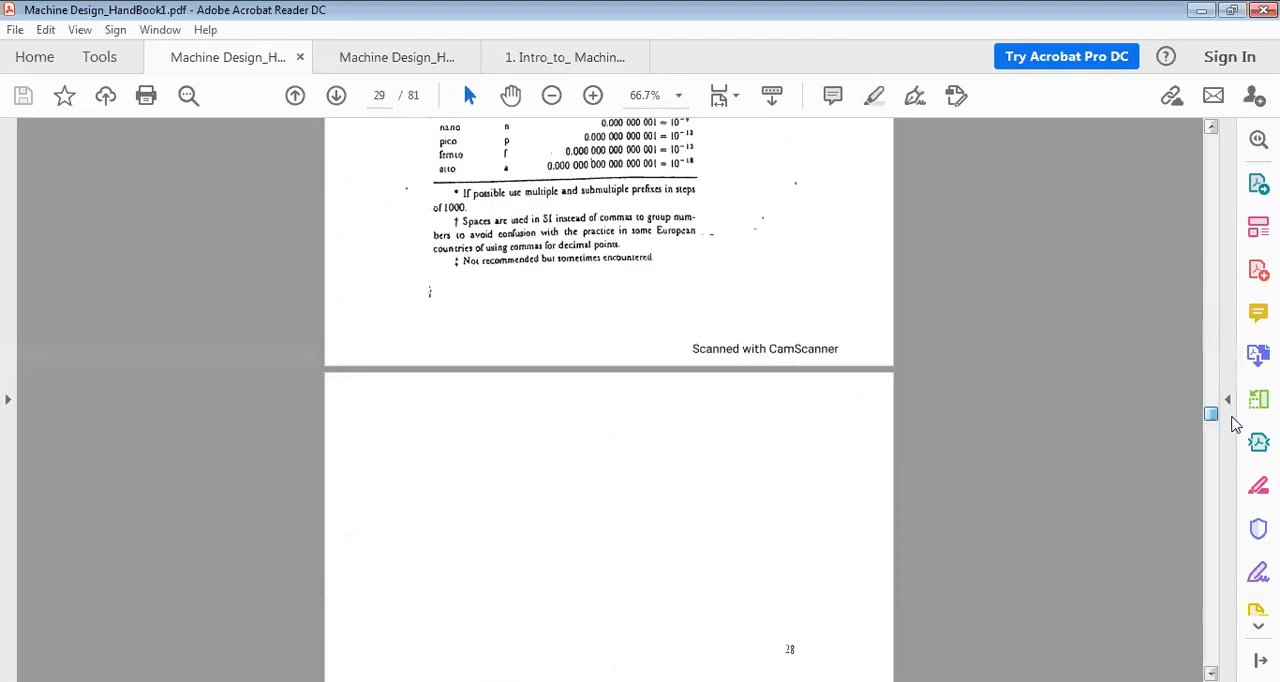 Machine Design_HandBook1.pdf - Adobe Acrobat Reader DC
File Edit View Sign Window Help
Home Tools Machine Design_H... × Machine Design_H... 1. Intro_to_ Machin... Try Acrobat Pro DC Sign In
29 / 81 66.7%
nano n 0.000 000 001 = 10⁻⁹
pico p 0.000 000 000 001 = 10⁻¹²
femto f 0.000 000 000 000 001 = 10⁻¹⁵
atto a 0.000 000 000 000 000 001 = 10⁻¹⁸
* If possible use multiple and submultiple prefixes in steps
of 1000.
† Spaces are used in SI instead of commas to group num-
bers to avoid confusion with the practice in some European
countries of using commas for decimal points.
‡ Not recommended but sometimes encountered.
Scanned with CamScanner
28